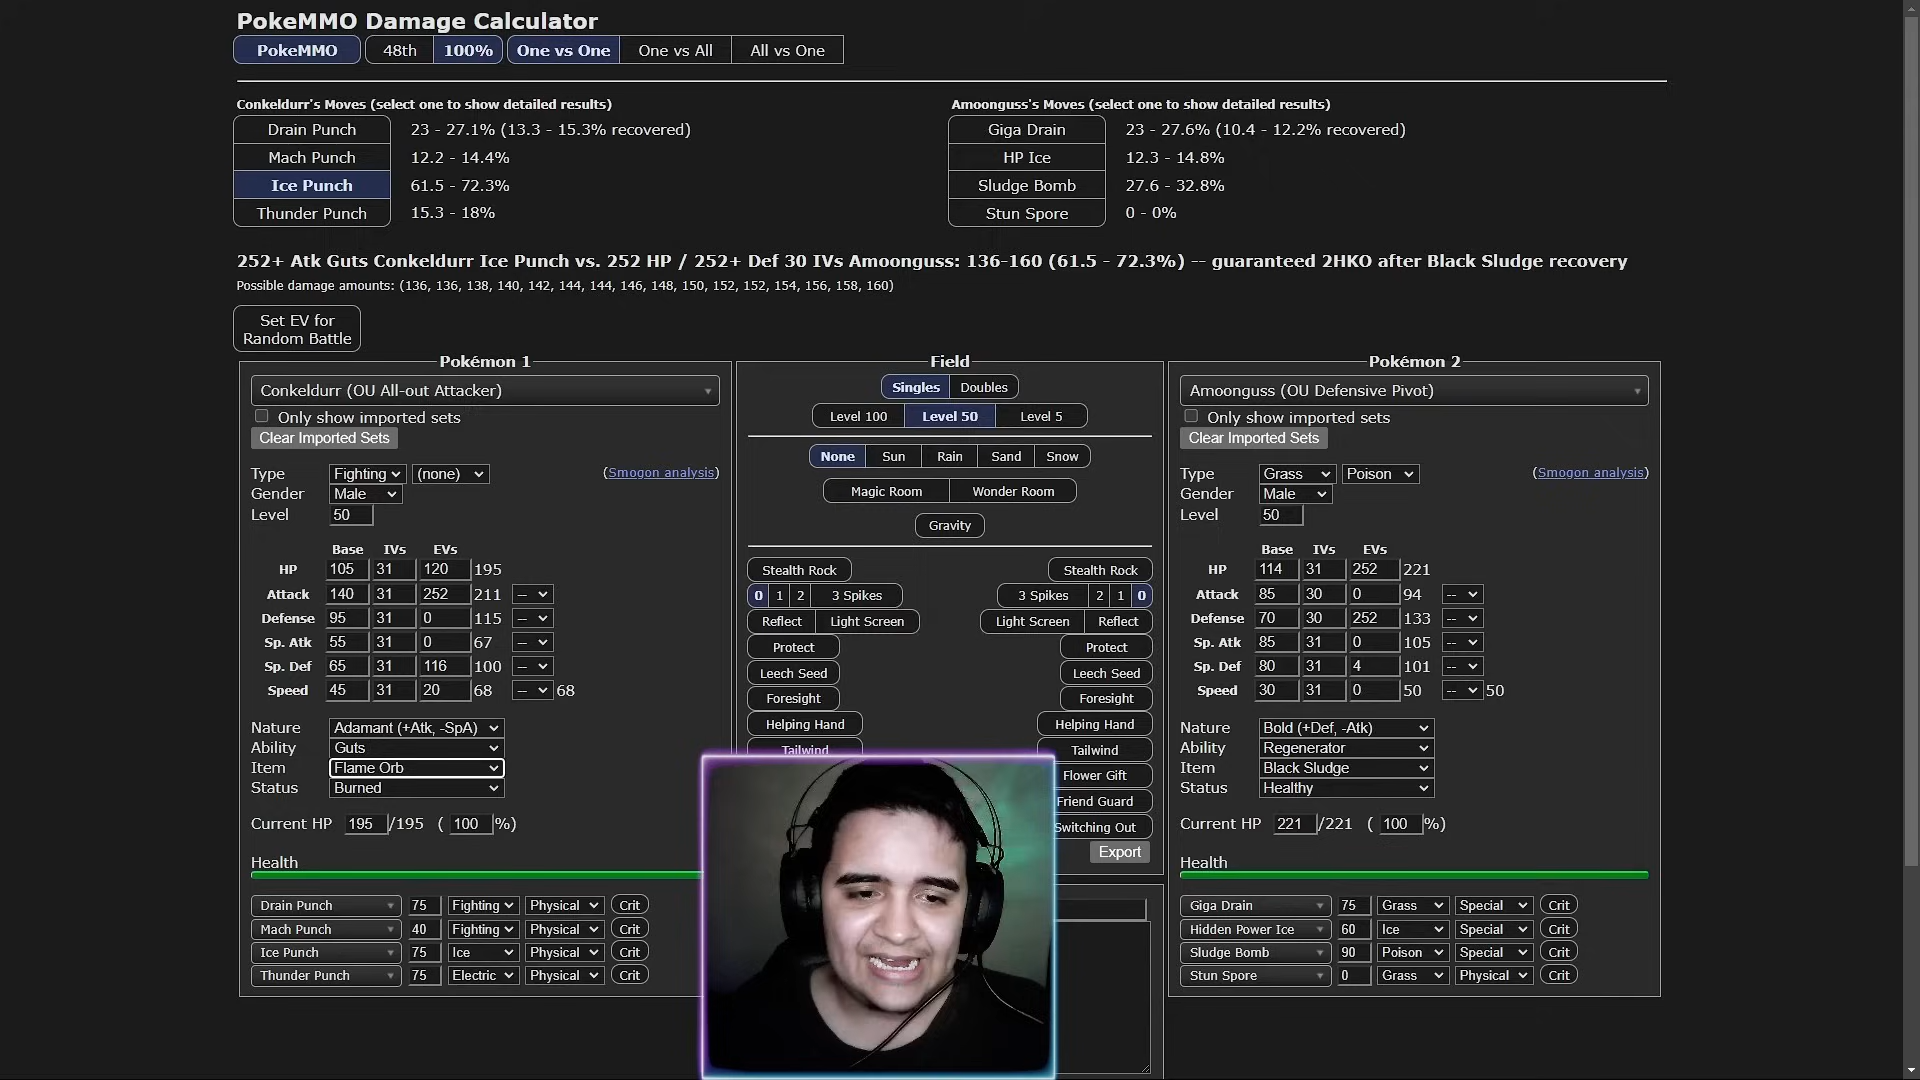 PokeMMO Damage Calculator
PokeMMO 48th 100% One vs One One vs All All vs One
Conkeldurr's Moves (select one to show detailed results)
Drain Punch 23 - 27.1% (13.3 - 15.3% recovered)
Mach Punch 12.2 - 14.4%
Ice Punch 61.5 - 72.3%
Thunder Punch 15.3 - 18%
Amoonguss's Moves (select one to show detailed results)
Giga Drain 23 - 27.6% (10.4 - 12.2% recovered)
HP Ice 12.3 - 14.8%
Sludge Bomb 27.6 - 32.8%
Stun Spore 0 - 0%
252+ Atk Guts Conkeldurr Ice Punch vs. 252 HP / 252+ Def 30 IVs Amoonguss: 136-160 (61.5 - 72.3%) -- guaranteed 2HKO after Black Sludge recovery
Possible damage amounts: (136, 136, 138, 140, 142, 144, 144, 146, 148, 150, 152, 152, 154, 156, 158, 160)
Set EV for
Random Battle
Pokémon 1
Conkeldurr (OU All-out Attacker)
Only show imported sets
Clear Imported Sets
Type Fighting (none) (Smogon analysis)
Gender Male
Level 50
Base IVs EVs
HP 105 31 120 195
Attack 140 31 252 211 --
Defense 95 31 0 115 --
Sp. Atk 55 31 0 67 --
Sp. Def 65 31 116 100 --
Speed 45 31 20 68 -- 68
Nature Adamant (+Atk, -SpA)
Ability Guts
Item Flame Orb
Status Burned
Current HP 195 /195 ( 100 %)
Health
Drain Punch 75 Fighting Physical Crit
Mach Punch 40 Fighting Physical Crit
Ice Punch 75 Ice Physical Crit
Thunder Punch 75 Electric Physical Crit
Field
Singles Doubles
Level 100 Level 50 Level 5
None Sun Rain Sand Snow
Magic Room Wonder Room
Gravity
Stealth Rock Stealth Rock
0 1 2 3 Spikes 3 Spikes 2 1 0
Reflect Light Screen Light Screen Reflect
Protect Protect
Leech Seed Leech Seed
Foresight Foresight
Helping Hand Helping Hand
Tailwind Tailwind
Flower Gift
Friend Guard
Switching Out
Export
Pokémon 2
Amoonguss (OU Defensive Pivot)
Only show imported sets
Clear Imported Sets
Type Grass Poison (Smogon analysis)
Gender Male
Level 50
Base IVs EVs
HP 114 31 252 221
Attack 85 30 0 94 --
Defense 70 30 252 133 --
Sp. Atk 85 31 0 105 --
Sp. Def 80 31 4 101 --
Speed 30 31 0 50 -- 50
Nature Bold (+Def, -Atk)
Ability Regenerator
Item Black Sludge
Status Healthy
Current HP 221 /221 ( 100 %)
Health
Giga Drain 75 Grass Special Crit
Hidden Power Ice 60 Ice Special Crit
Sludge Bomb 90 Poison Special Crit
Stun Spore 0 Grass Physical Crit